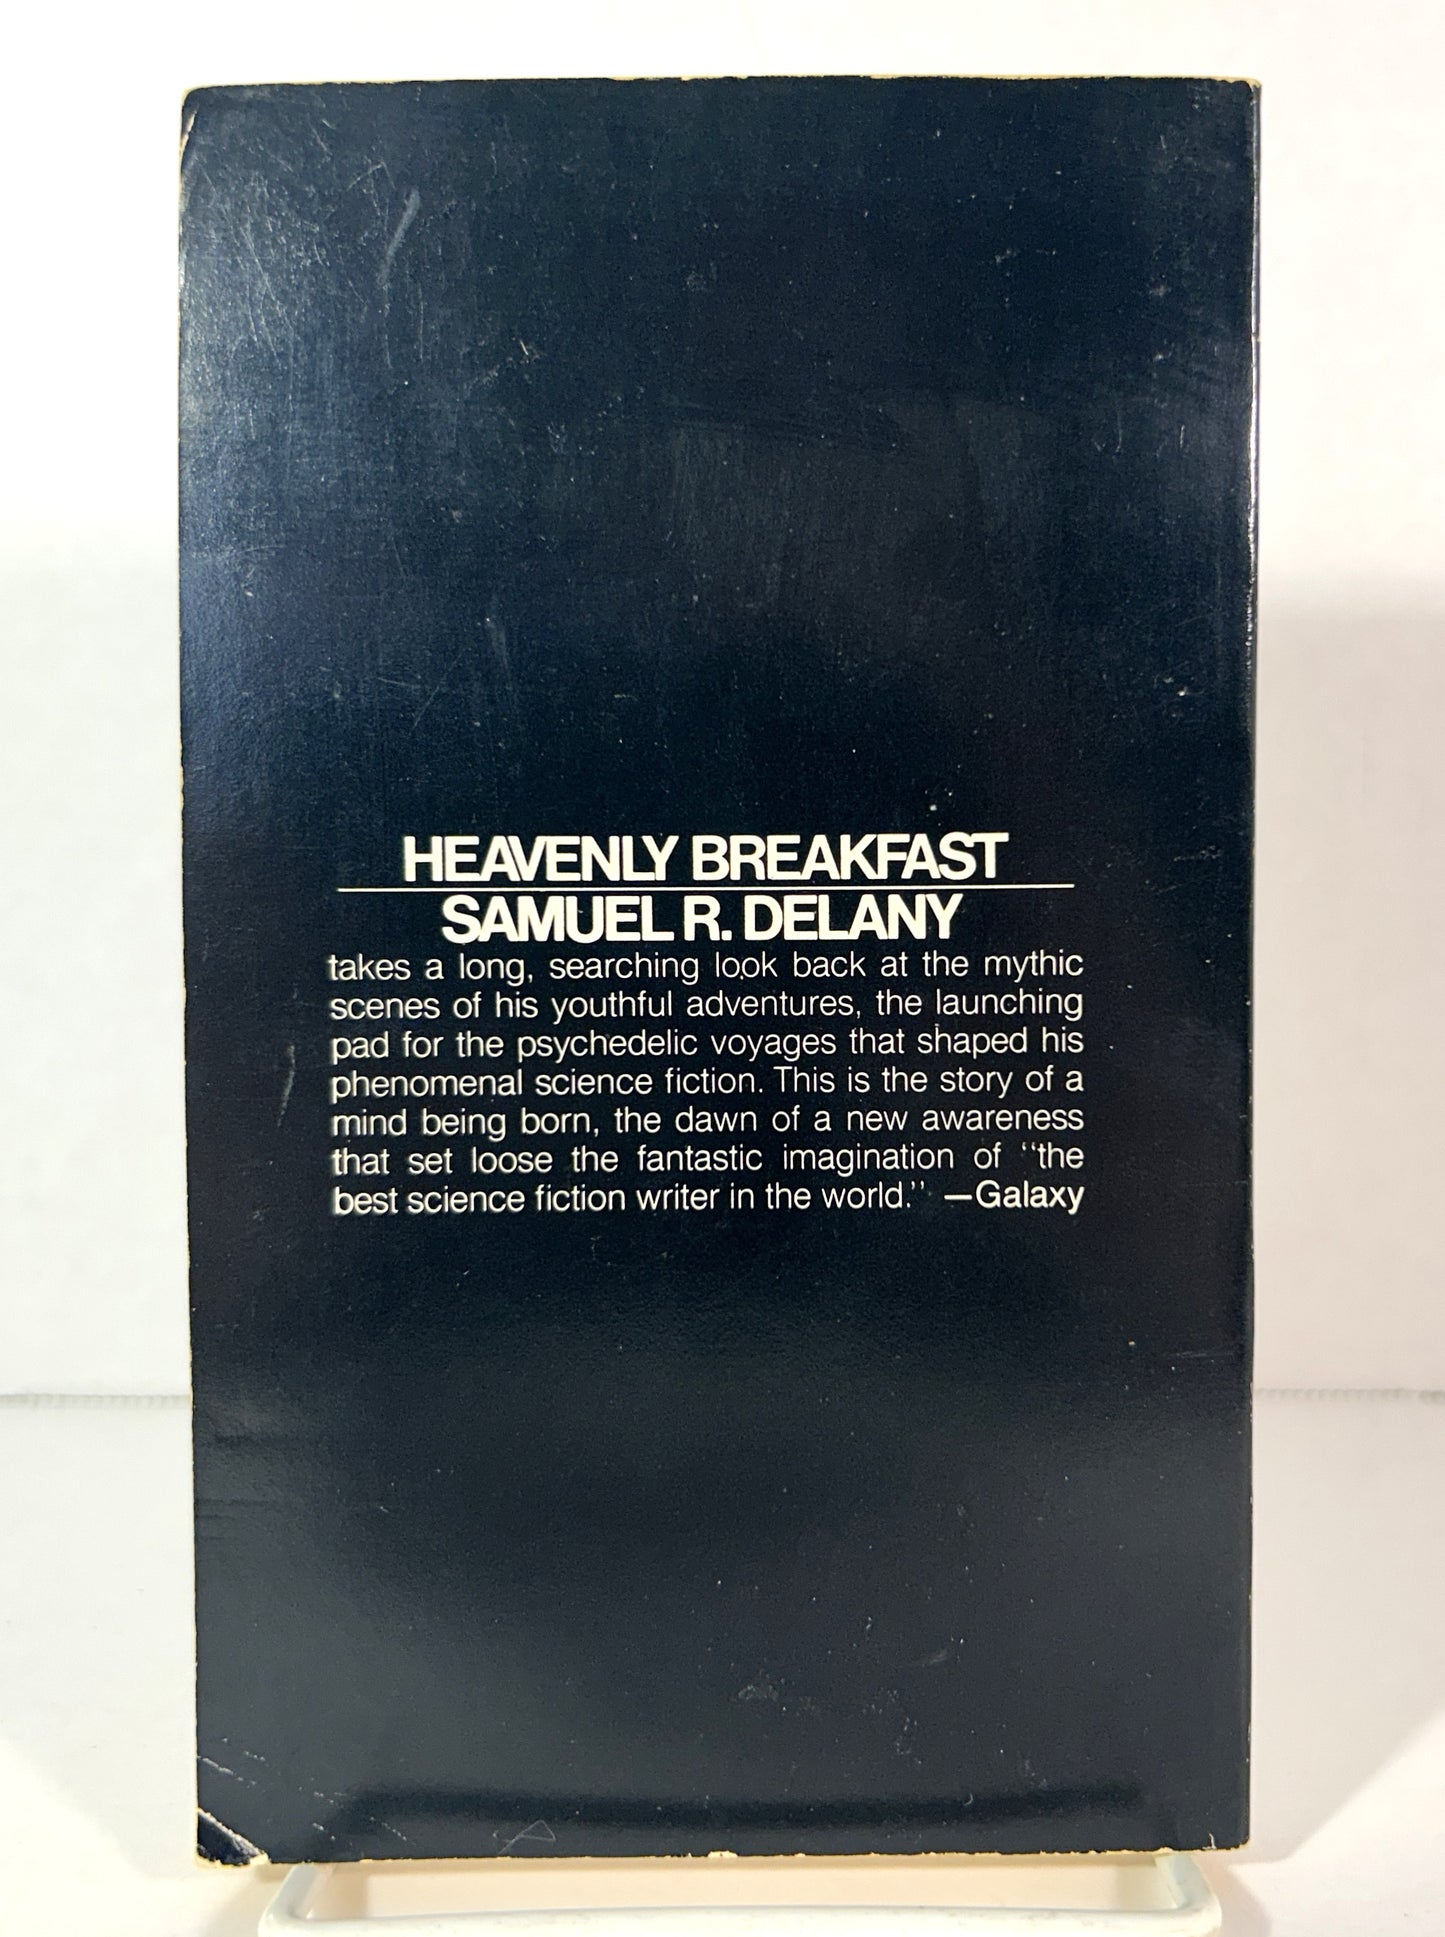 HEAVENLY BREAKFAST
SAMUEL R. DELANY
takes a long, searching look back at the mythic
scenes of his youthful adventures, the launching
pad for the psychedelic voyages that shaped his
phenomenal science fiction. This is the story of a
mind being born, the dawn of a new awareness
that set loose the fantastic imagination of "the
best science fiction writer in the world." —Galaxy